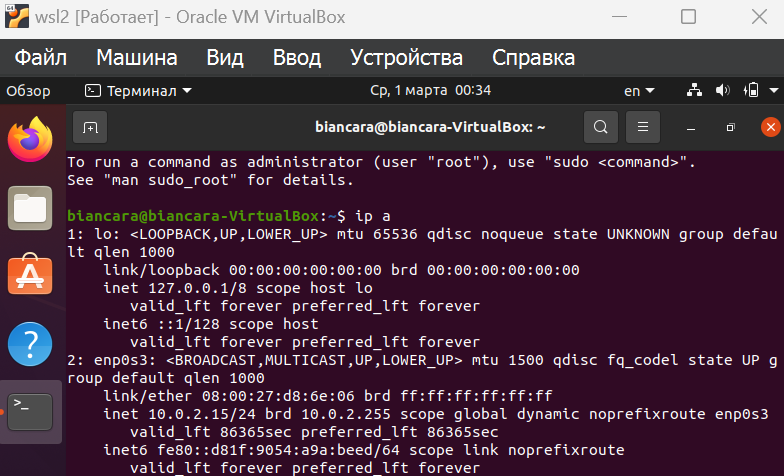 64
wsl2 [Работает] - Oracle VM VirtualBox
Файл Машина Вид Ввод Устройства Справка
Обзор Терминал Ср, 1 марта 00:34 en
biancara@biancara-VirtualBox: ~
To run a command as administrator (user "root"), use "sudo <command>".
See "man sudo_root" for details.
biancara@biancara-VirtualBox:~$ ip a
1: lo: <LOOPBACK,UP,LOWER_UP> mtu 65536 qdisc noqueue state UNKNOWN group defau
lt qlen 1000
link/loopback 00:00:00:00:00:00 brd 00:00:00:00:00:00
inet 127.0.0.1/8 scope host lo
valid_lft forever preferred_lft forever
inet6 ::1/128 scope host
valid_lft forever preferred_lft forever
2: enp0s3: <BROADCAST,MULTICAST,UP,LOWER_UP> mtu 1500 qdisc fq_codel state UP g
roup default qlen 1000
link/ether 08:00:27:d8:6e:06 brd ff:ff:ff:ff:ff:ff
inet 10.0.2.15/24 brd 10.0.2.255 scope global dynamic noprefixroute enp0s3
valid_lft 86365sec preferred_lft 86365sec
inet6 fe80::d81f:9054:a9a:beed/64 scope link noprefixroute
valid_lft forever preferred_lft forever